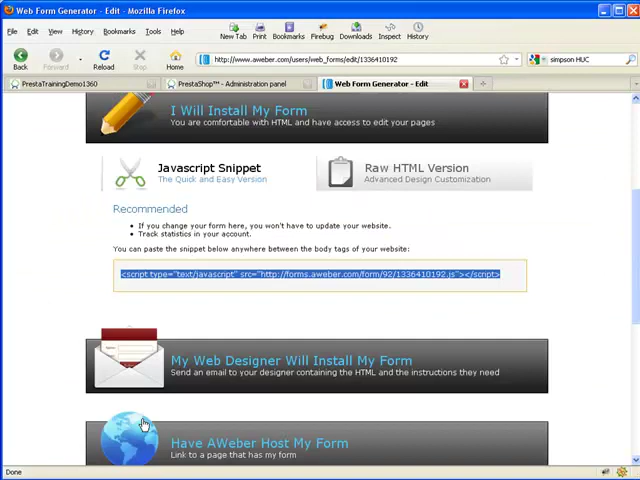 Web Form Generator - Edit - Mozilla Firefox
File Edit View History Bookmarks Tools Help
New Tab Print Bookmarks Firebug Downloads Inspect History
Back Forward Reload Stop Home
http://www.aweber.com/users/web_forms/edit/1336410192
simpson HUC
PrestaTrainingDemo1360
PrestaShop™ - Administration panel
Web Form Generator - Edit
I Will Install My Form
You are comfortable with HTML and have access to edit your pages
Javascript Snippet
The Quick and Easy Version
Raw HTML Version
Advanced Design Customization
Recommended
If you change your form here, you won't have to update your website.
Track statistics in your account.
You can paste the snippet below anywhere between the body tags of your website:
<script type="text/javascript" src="http://forms.aweber.com/form/92/1336410192.js"></script>
My Web Designer Will Install My Form
Send an email to your designer containing the HTML and the instructions they need
Have AWeber Host My Form
Link to a page that has my form
Done